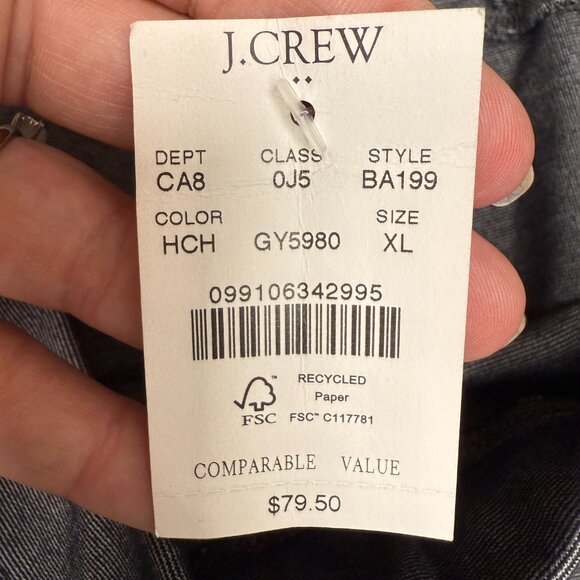 J.CREW
DEPT CLASS STYLE
CA8 0J5 BA199
COLOR SIZE
HCH GY5980 XL
099106342995
RECYCLED
Paper
FSC™ C117781
™
FSC
COMPARABLE VALUE
$79.50